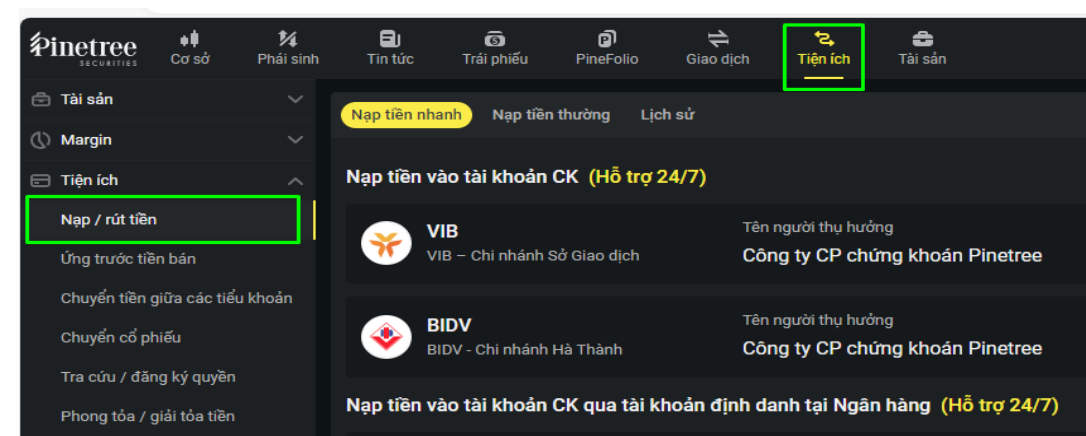 Pinetree
SECURITIES
Cơ sở
Phái sinh
Tin tức
Trái phiếu
PineFolio
Giao dịch
Tiện ích
Tài sản
Tài sản
Margin
Tiện ích
Nạp / rút tiền
Ứng trước tiền bán
Chuyển tiền giữa các tiểu khoản
Chuyển cổ phiếu
Tra cứu / đăng ký quyền
Phong tỏa / giải tỏa tiền
Nạp tiền nhanh
Nạp tiền thường
Lịch sử
Nạp tiền vào tài khoản CK (Hỗ trợ 24/7)
VIB
VIB – Chi nhánh Sở Giao dịch
Tên người thụ hưởng
Công ty CP chứng khoán Pinetree
BIDV
BIDV - Chi nhánh Hà Thành
Tên người thụ hưởng
Công ty CP chứng khoán Pinetree
Nạp tiền vào tài khoản CK qua tài khoản định danh tại Ngân hàng (Hỗ trợ 24/7)